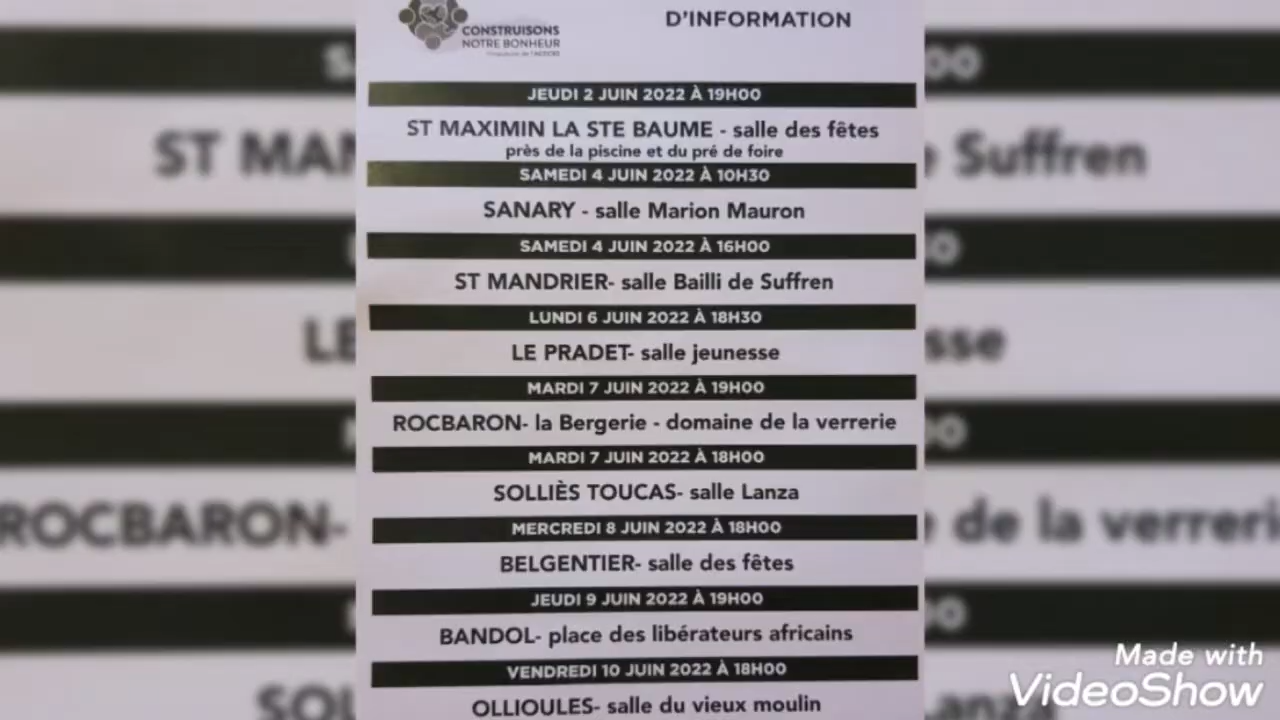 D'INFORMATION
CONSTRUISONS
NOTRE BONHEUR
JEUDI 2 JUIN 2022 À 19H00
ST MAXIMIN LA STE BAUME - salle des fêtes
près de la piscine et du pré de foire
SAMEDI 4 JUIN 2022 À 10H30
SANARY - salle Marion Mauron
SAMEDI 4 JUIN 2022 À 16H00
ST MANDRIER- salle Bailli de Suffren
LUNDI 6 JUIN 2022 À 18H30
LE PRADET- salle jeunesse
MARDI 7 JUIN 2022 À 19H00
ROCBARON- la Bergerie - domaine de la verrerie
MARDI 7 JUIN 2022 À 18H00
SOLLIÈS TOUCAS- salle Lanza
MERCREDI 8 JUIN 2022 À 18H00
BELGENTIER- salle des fêtes
JEUDI 9 JUIN 2022 À 19H00
BANDOL- place des libérateurs africains
VENDREDI 10 JUIN 2022 À 18H00
OLLIOULES- salle du vieux moulin
Made with
VideoShow